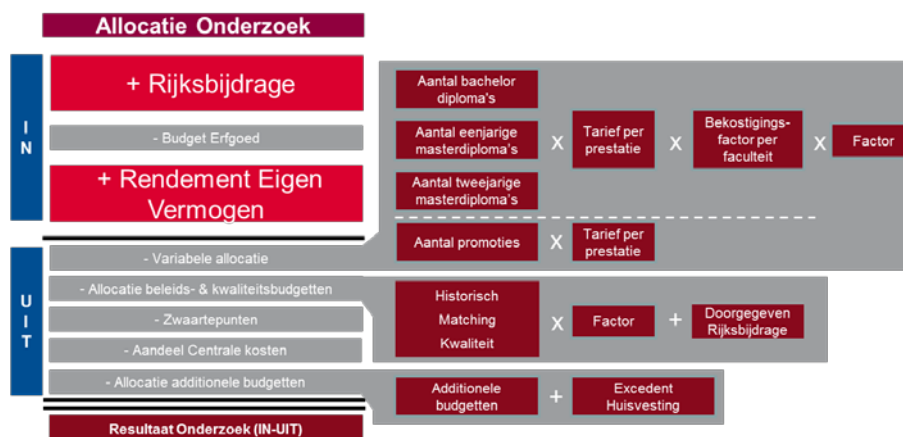 Allocatie Onderzoek
I
N
+ Rijksbijdrage
- Budget Erfgoed
+ Rendement Eigen
Vermogen
Aantal bachelor
diploma's
Aantal eenjarige
masterdiploma's
Aantal tweejarige
masterdiploma's
X
Tarief per
prestatie
X
Bekostigings-
factor per
faculteit
X
Factor
Aantal promoties
X
Tarief per
prestatie
U
I
T
- Variabele allocatie
- Allocatie beleids- & kwaliteitsbudgetten
- Zwaartepunten
- Aandeel Centrale kosten
- Allocatie additionele budgetten
Historisch
Matching
Kwaliteit
X
Factor
+
Doorgegeven
Rijksbijdrage
Additionele
budgetten
+
Excedent
Huisvesting
Resultaat Onderzoek (IN-UIT)